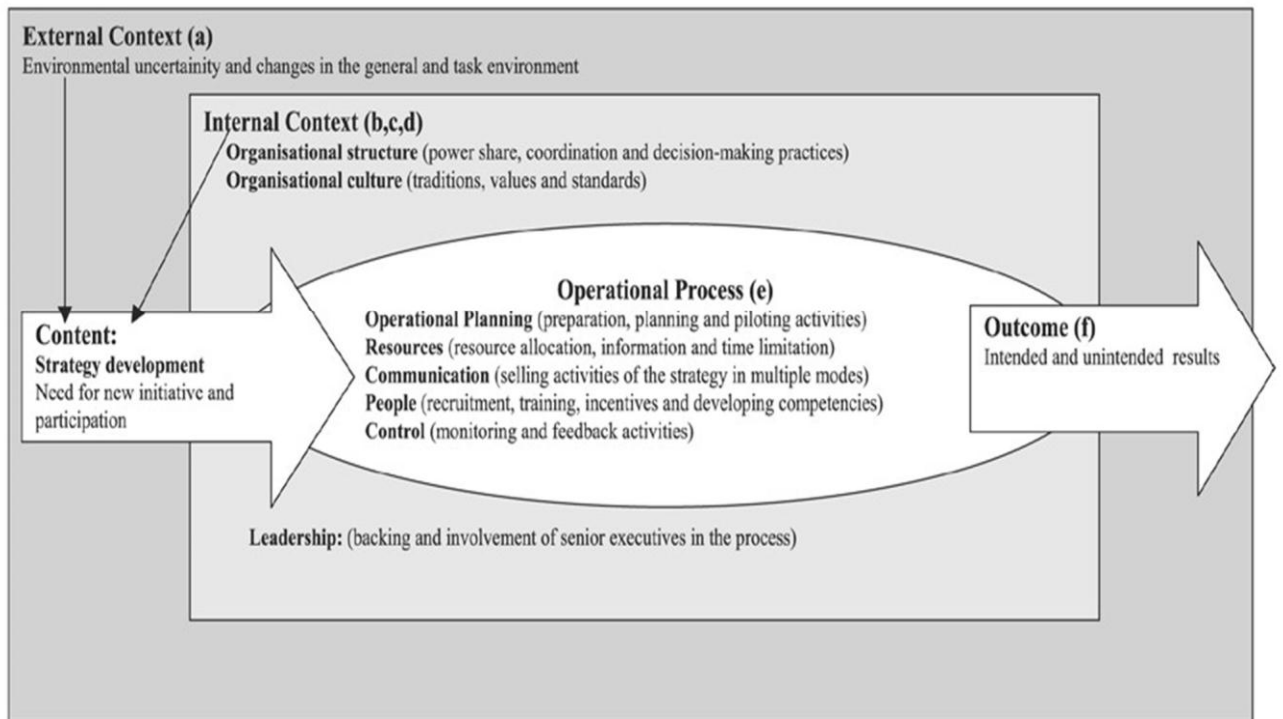 External Context (a)
Environmental uncertainity and changes in the general and task environment
Internal Context (b,c,d)
Organisational structure (power share, coordination and decision-making practices)
Organisational culture (traditions, values and standards)
Content:
Strategy development
Need for new initiative and
participation
Operational Process (e)
Operational Planning (preparation, planning and piloting activities)
Resources (resource allocation, information and time limitation)
Communication (selling activities of the strategy in multiple modes)
People (recruitment, training, incentives and developing competencies)
Control (monitoring and feedback activities)
Outcome (f)
Intended and unintended results
Leadership: (backing and involvement of senior executives in the process)